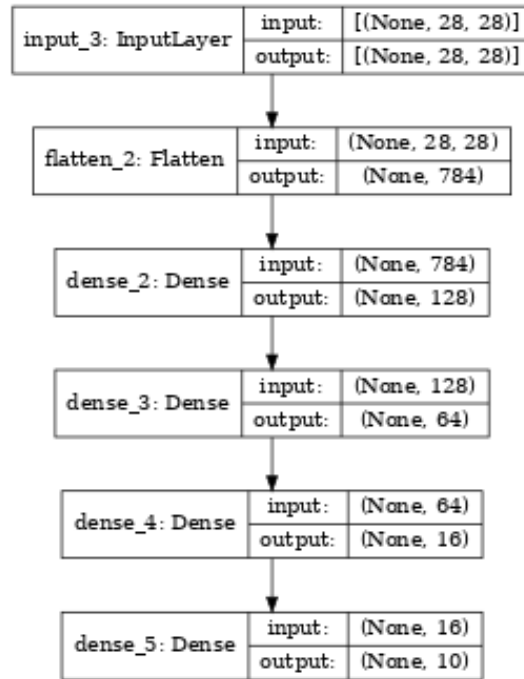 input_3: InputLayer input: [(None, 28, 28)]
output: [(None, 28, 28)]
flatten_2: Flatten input: (None, 28, 28)
output: (None, 784)
dense_2: Dense input: (None, 784)
output: (None, 128)
dense_3: Dense input: (None, 128)
output: (None, 64)
dense_4: Dense input: (None, 64)
output: (None, 16)
dense_5: Dense input: (None, 16)
output: (None, 10)